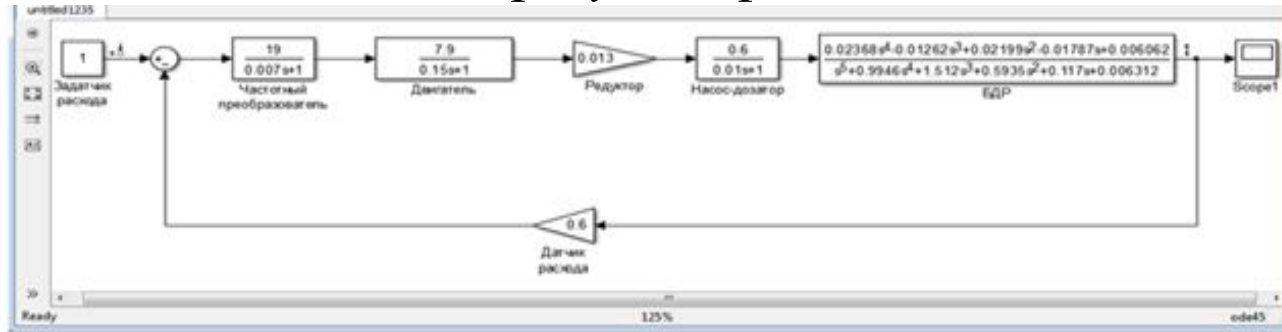 untitled1235
1
Задатчик
расхода
19
0.007s+1
Частотный
преобразователь
7.9
0.15s+1
Двигатель
0.013
Редуктор
0.6
0.01s+1
Насос-дозатор
0.02368s⁴-0.01262s³+0.02199s²-0.01787s+0.006062
s⁵+0.9946s⁴+1.512s³+0.5935s²+0.117s+0.006312
БДР
Scope1
0.6
Датчик
расхода
Ready
125%
ode45